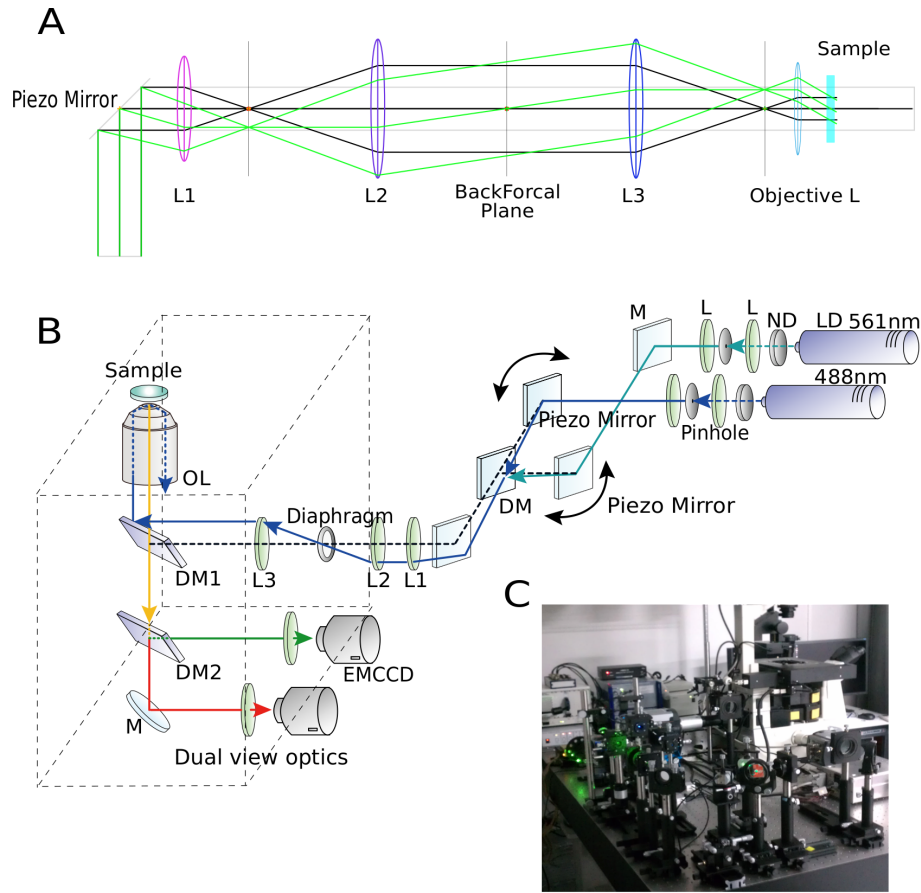 A
Piezo Mirror
Sample
L1
L2
BackForcal
Plane
L3
Objective L
B
M
L
L
ND
LD 561nm
488nm
Sample
Piezo Mirror
Pinhole
OL
DM
Piezo Mirror
Diaphragm
DM1
L3
L2
L1
C
DM2
EMCCD
M
Dual view optics